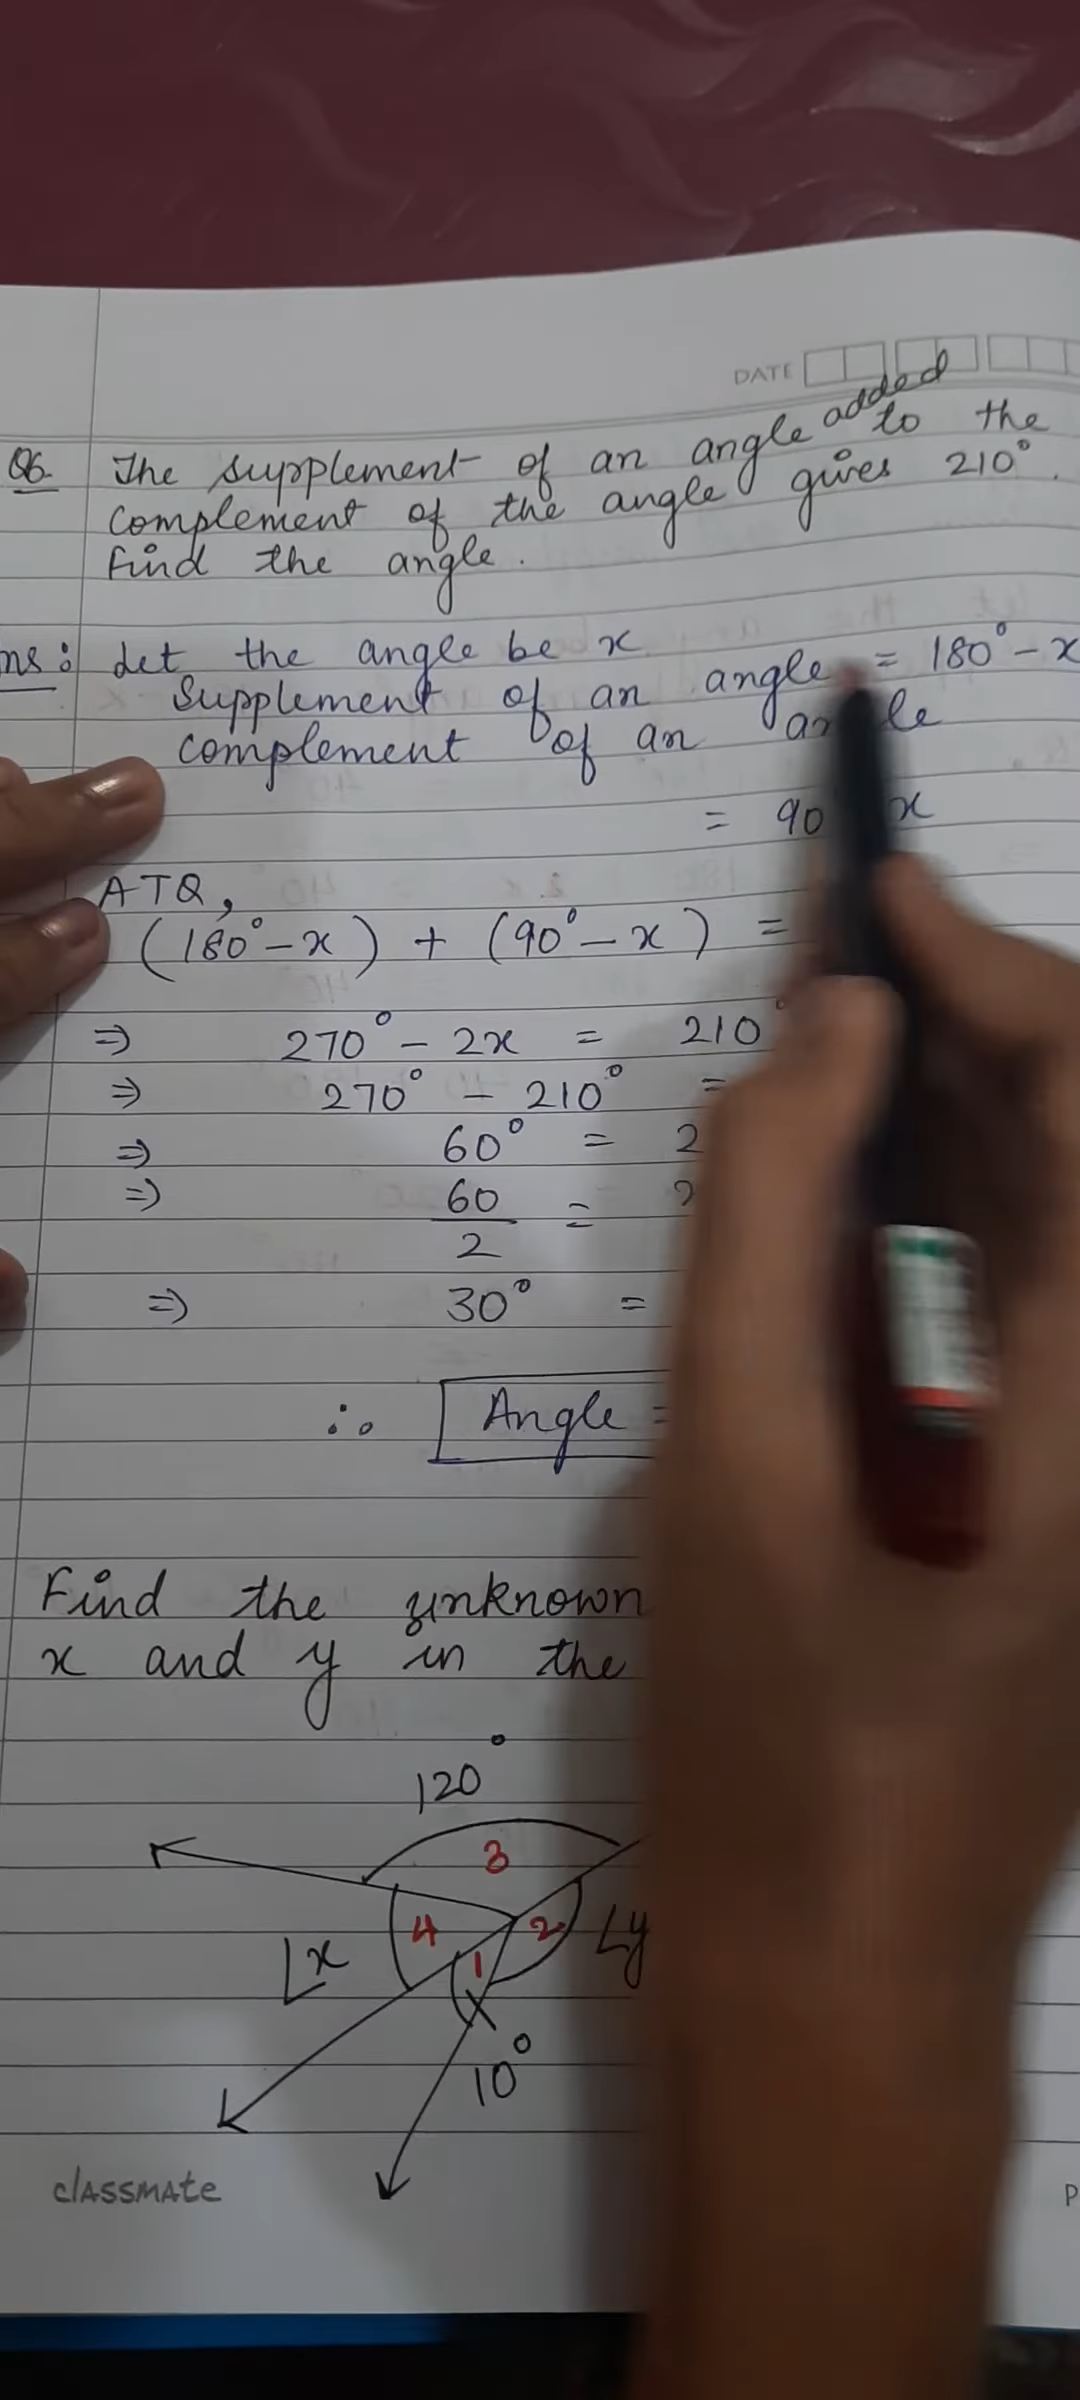 DATE
Q6. The supplement of an angle added to the
complement of the angle gives 210°.
Find the angle.
ns: Let the angle be x
Supplement of an angle = 180° - x
complement of an angle
= 90 x
ATQ,
(180° - x) + (90° - x) =
⇒ 270° - 2x = 210°
⇒ 270° - 210° =
⇒ 60° = 2
⇒ 60/2 =
⇒ 30° =
∴ Angle =
Find the unknown
x and y in the
120°
3
4
2
∠y
∠x
1
10°
classmate
P